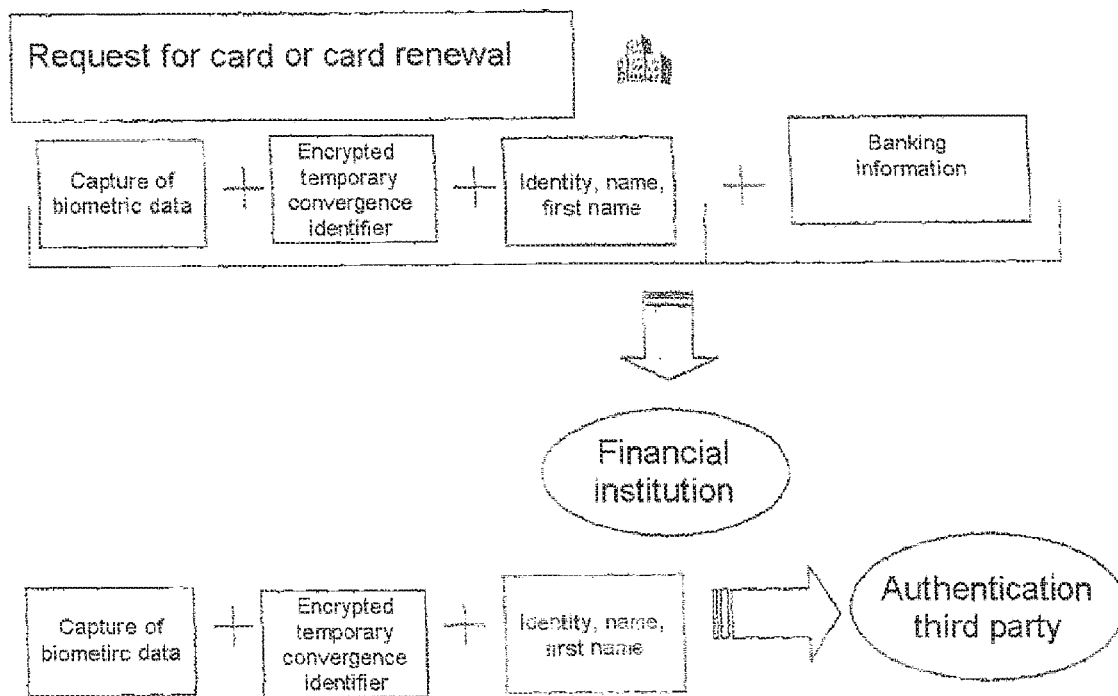 Request for card or card renewal
Capture of
biometric data
Encrypted
temporary
convergence
identifier
Identity, name,
first name
Banking
information
Financial
institution
Capture of
biometirc data
Encrypted
temporary
convergence
identifier
Identity, name,
first name
Authentication
third party